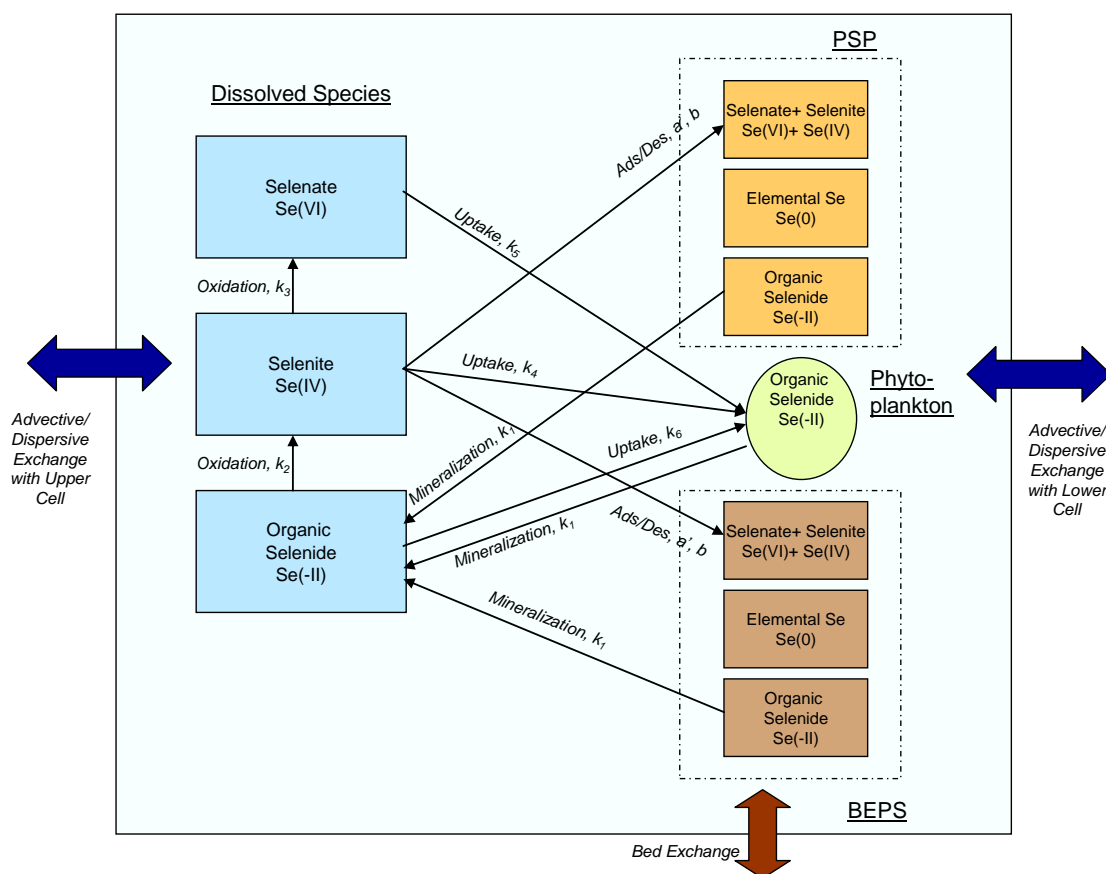 PSP
Dissolved Species
Selenate
Se(VI)
Oxidation, k3
Selenite
Se(IV)
Oxidation, k2
Organic
Selenide
Se(-II)
Ads/Des, a', b
Uptake, k5
Uptake, k4
Mineralization, k1
Uptake, k6
Mineralization, k1
Ads/Des, a', b
Mineralization, k1
Selenate+ Selenite
Se(VI)+ Se(IV)
Elemental Se
Se(0)
Organic
Selenide
Se(-II)
Organic
Selenide
Se(-II)
Phyto-
plankton
Selenate+ Selenite
Se(VI)+ Se(IV)
Elemental Se
Se(0)
Organic
Selenide
Se(-II)
BEPS
Bed Exchange
Advective/
Dispersive
Exchange
with Upper
Cell
Advective/
Dispersive
Exchange
with Lower
Cell